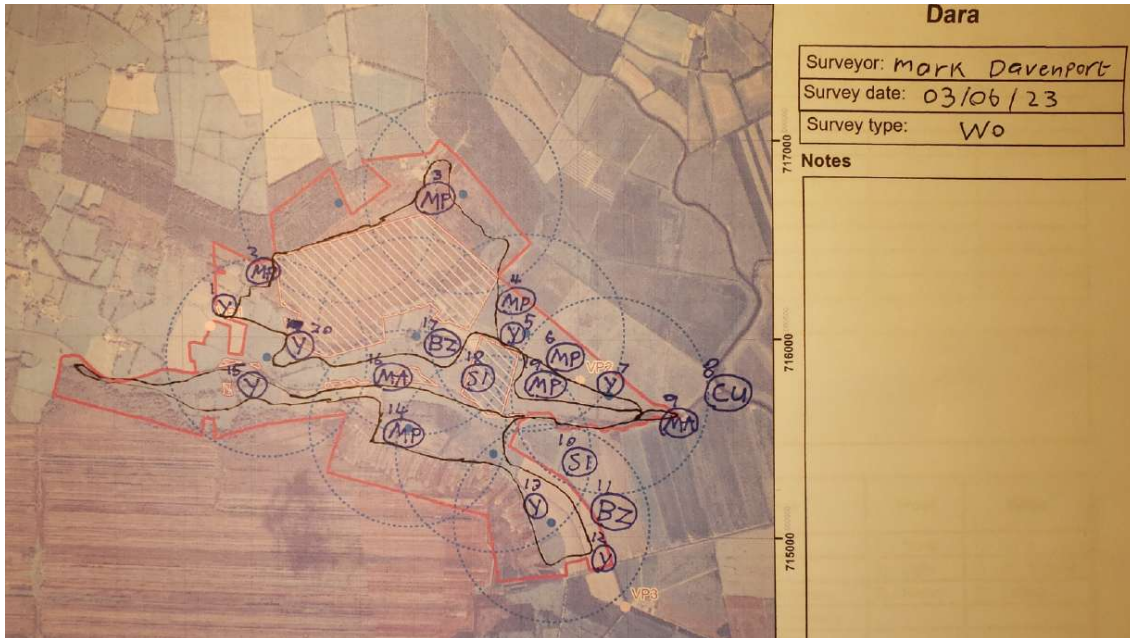 Dara
Surveyor: Mark Davenport
Survey date: 03/06/23
Survey type: Wo
Notes
717000
716000
715000
3
MP
2
MP
1
Y
4
MP
Y 5
6
MP
20
Y
17
BZ
18
SI
19
MP
VP2
7
Y
8
CU
9
MA
16
MA
15
Y
14
MP
10
SI
11
BZ
13
Y
12
Y
VP3